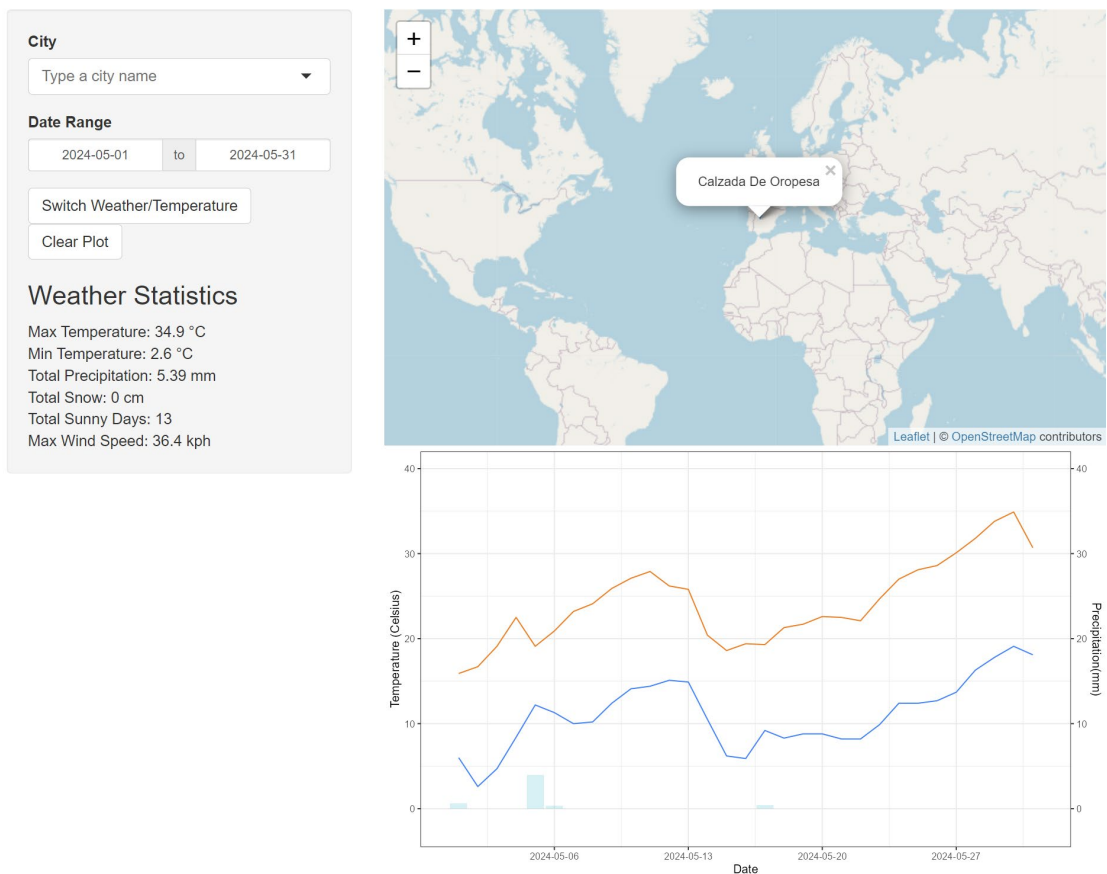 City
Type a city name
Date Range
2024-05-01 to 2024-05-31
Switch Weather/Temperature
Clear Plot
Weather Statistics
Max Temperature: 34.9 °C
Min Temperature: 2.6 °C
Total Precipitation: 5.39 mm
Total Snow: 0 cm
Total Sunny Days: 13
Max Wind Speed: 36.4 kph
+
−
Calzada De Oropesa ×
Leaflet | © OpenStreetMap contributors
Temperature (Celsius)
40
30
20
10
0
40
30
20
10
0
Precipitation(mm)
2024-05-06 2024-05-13 2024-05-20 2024-05-27
Date